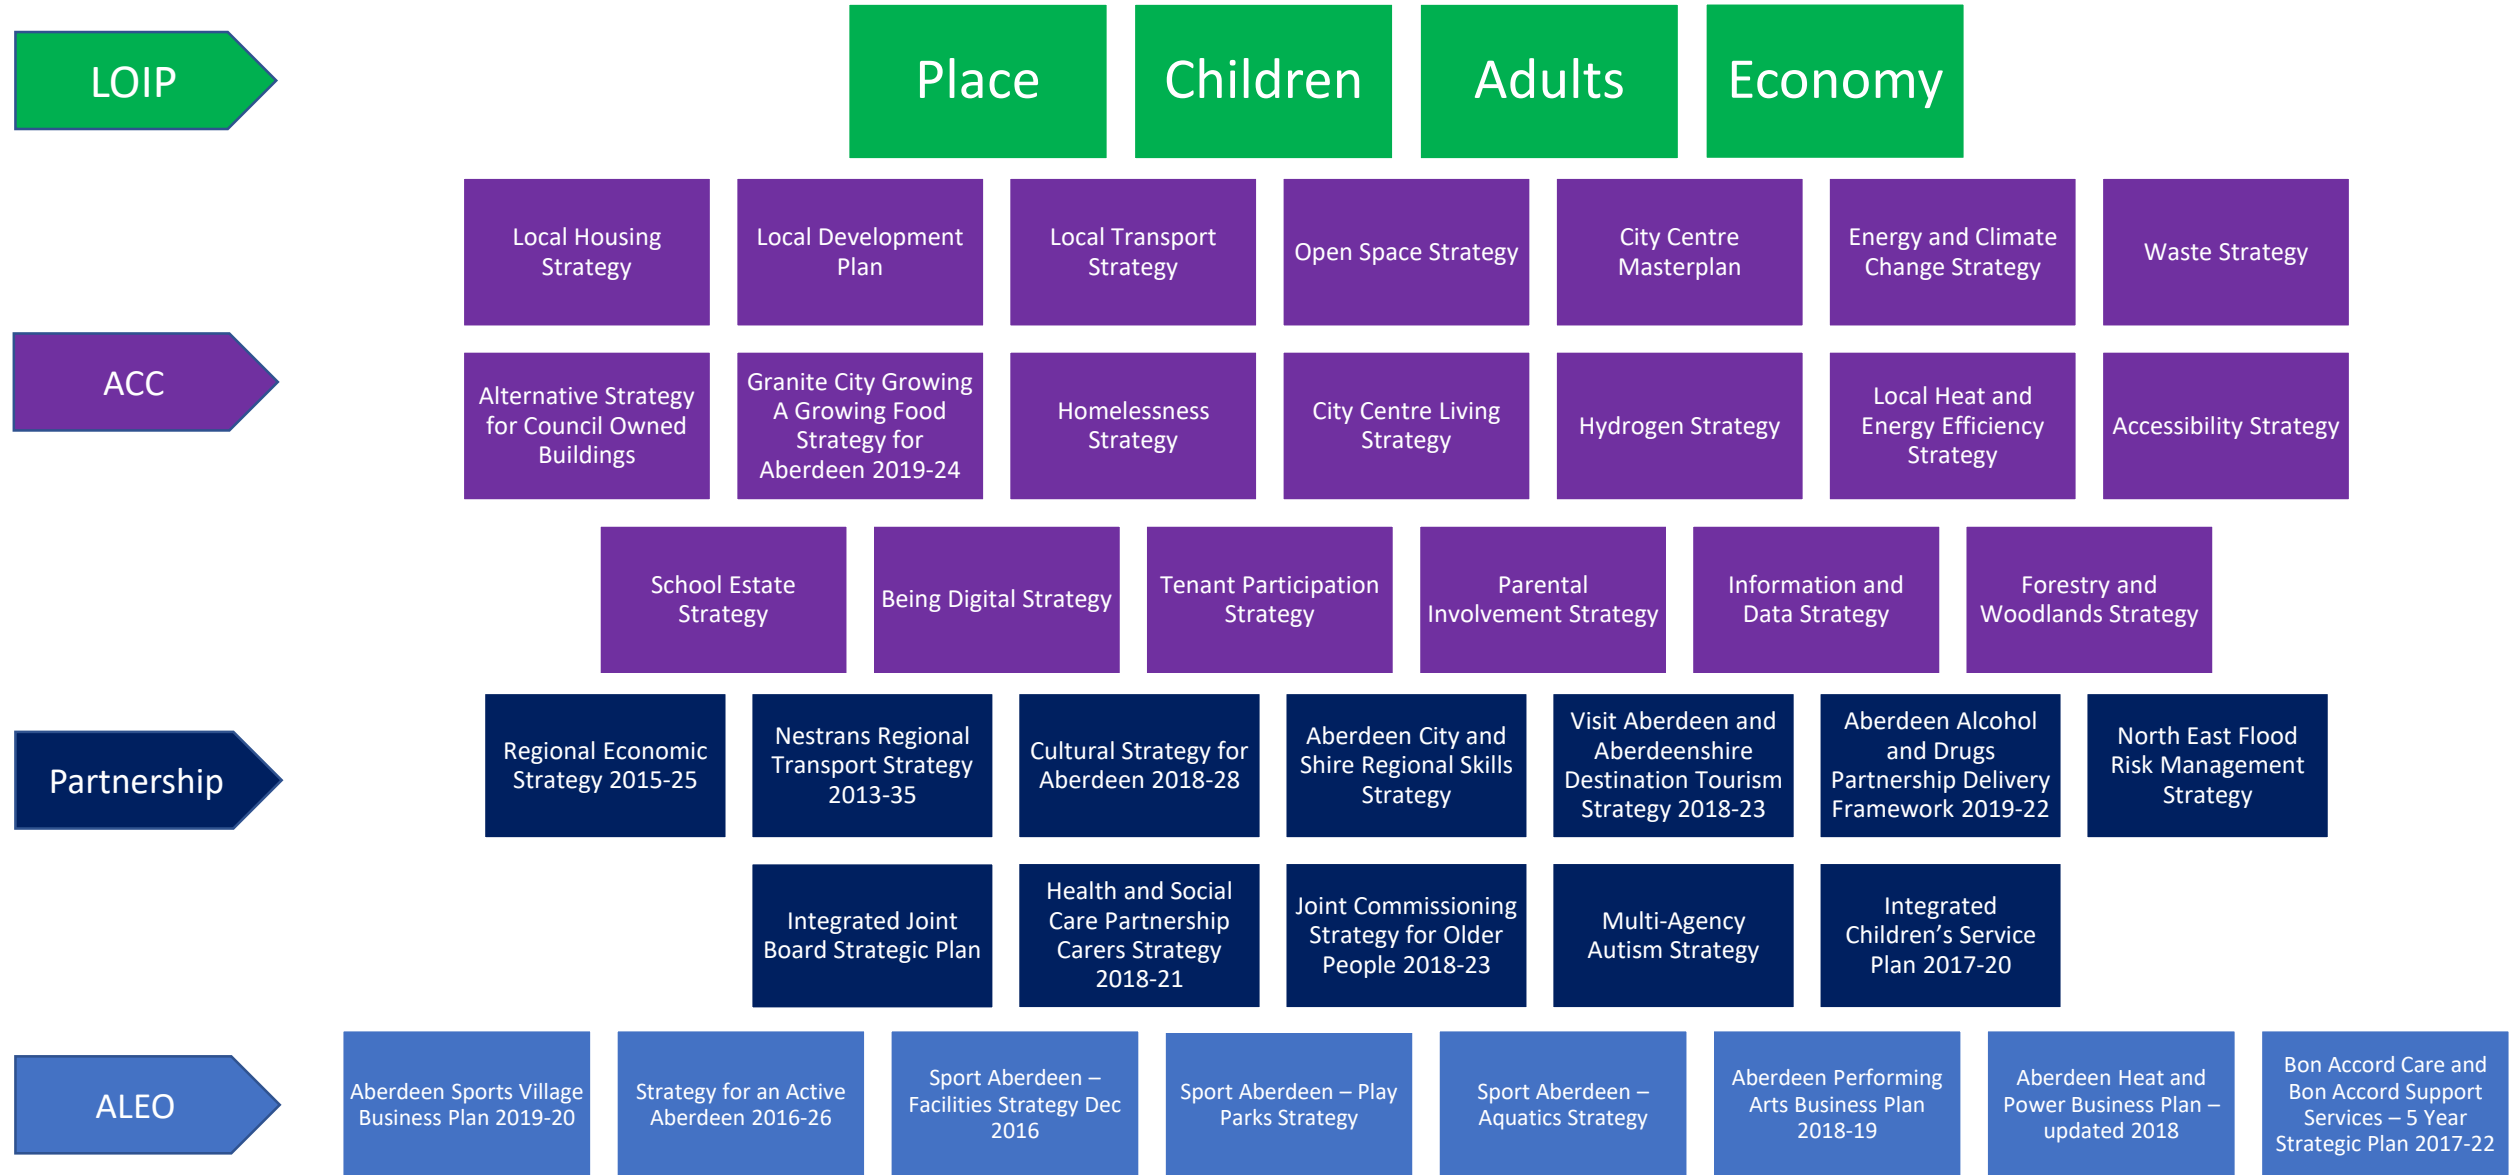 LOIP
Place
Children
Adults
Economy
Local Housing
Strategy
Local Development
Plan
Local Transport
Strategy
Open Space Strategy
City Centre
Masterplan
Energy and Climate
Change Strategy
Waste Strategy
ACC
Alternative Strategy
for Council Owned
Buildings
Granite City Growing
A Growing Food
Strategy for
Aberdeen 2019-24
Homelessness
Strategy
City Centre Living
Strategy
Hydrogen Strategy
Local Heat and
Energy Efficiency
Strategy
Accessibility Strategy
School Estate
Strategy
Being Digital Strategy
Tenant Participation
Strategy
Parental
Involvement Strategy
Information and
Data Strategy
Forestry and
Woodlands Strategy
Partnership
Regional Economic
Strategy 2015-25
Nestrans Regional
Transport Strategy
2013-35
Cultural Strategy for
Aberdeen 2018-28
Aberdeen City and
Shire Regional Skills
Strategy
Visit Aberdeen and
Aberdeenshire
Destination Tourism
Strategy 2018-23
Aberdeen Alcohol
and Drugs
Partnership Delivery
Framework 2019-22
North East Flood
Risk Management
Strategy
Integrated Joint
Board Strategic Plan
Health and Social
Care Partnership
Carers Strategy
2018-21
Joint Commissioning
Strategy for Older
People 2018-23
Multi-Agency
Autism Strategy
Integrated
Children’s Service
Plan 2017-20
ALEO
Aberdeen Sports Village
Business Plan 2019-20
Strategy for an Active
Aberdeen 2016-26
Sport Aberdeen –
Facilities Strategy Dec
2016
Sport Aberdeen – Play
Parks Strategy
Sport Aberdeen –
Aquatics Strategy
Aberdeen Performing
Arts Business Plan
2018-19
Aberdeen Heat and
Power Business Plan –
updated 2018
Bon Accord Care and
Bon Accord Support
Services – 5 Year
Strategic Plan 2017-22